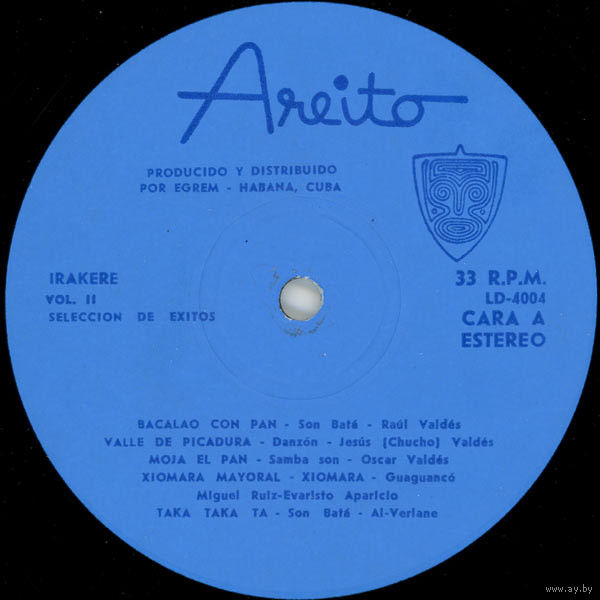 Areito
PRODUCIDO Y DISTRIBUIDO
POR EGREM - HABANA, CUBA
IRAKERE
VOL. II
SELECCION DE EXITOS
33 R.P.M.
LD-4004
CARA A
ESTEREO
BACALAO CON PAN - Son Batá - Raúl Valdés
VALLE DE PICADURA - Danzón - Jesús (Chucho) Valdés
MOJA EL PAN - Samba son - Oscar Valdés
XIOMARA MAYORAL - XIOMARA - Guaguancó
Miguel Ruiz-Evaristo Aparicio
TAKA TAKA TA - Son Batá - Al-Verlane
www.ay.by